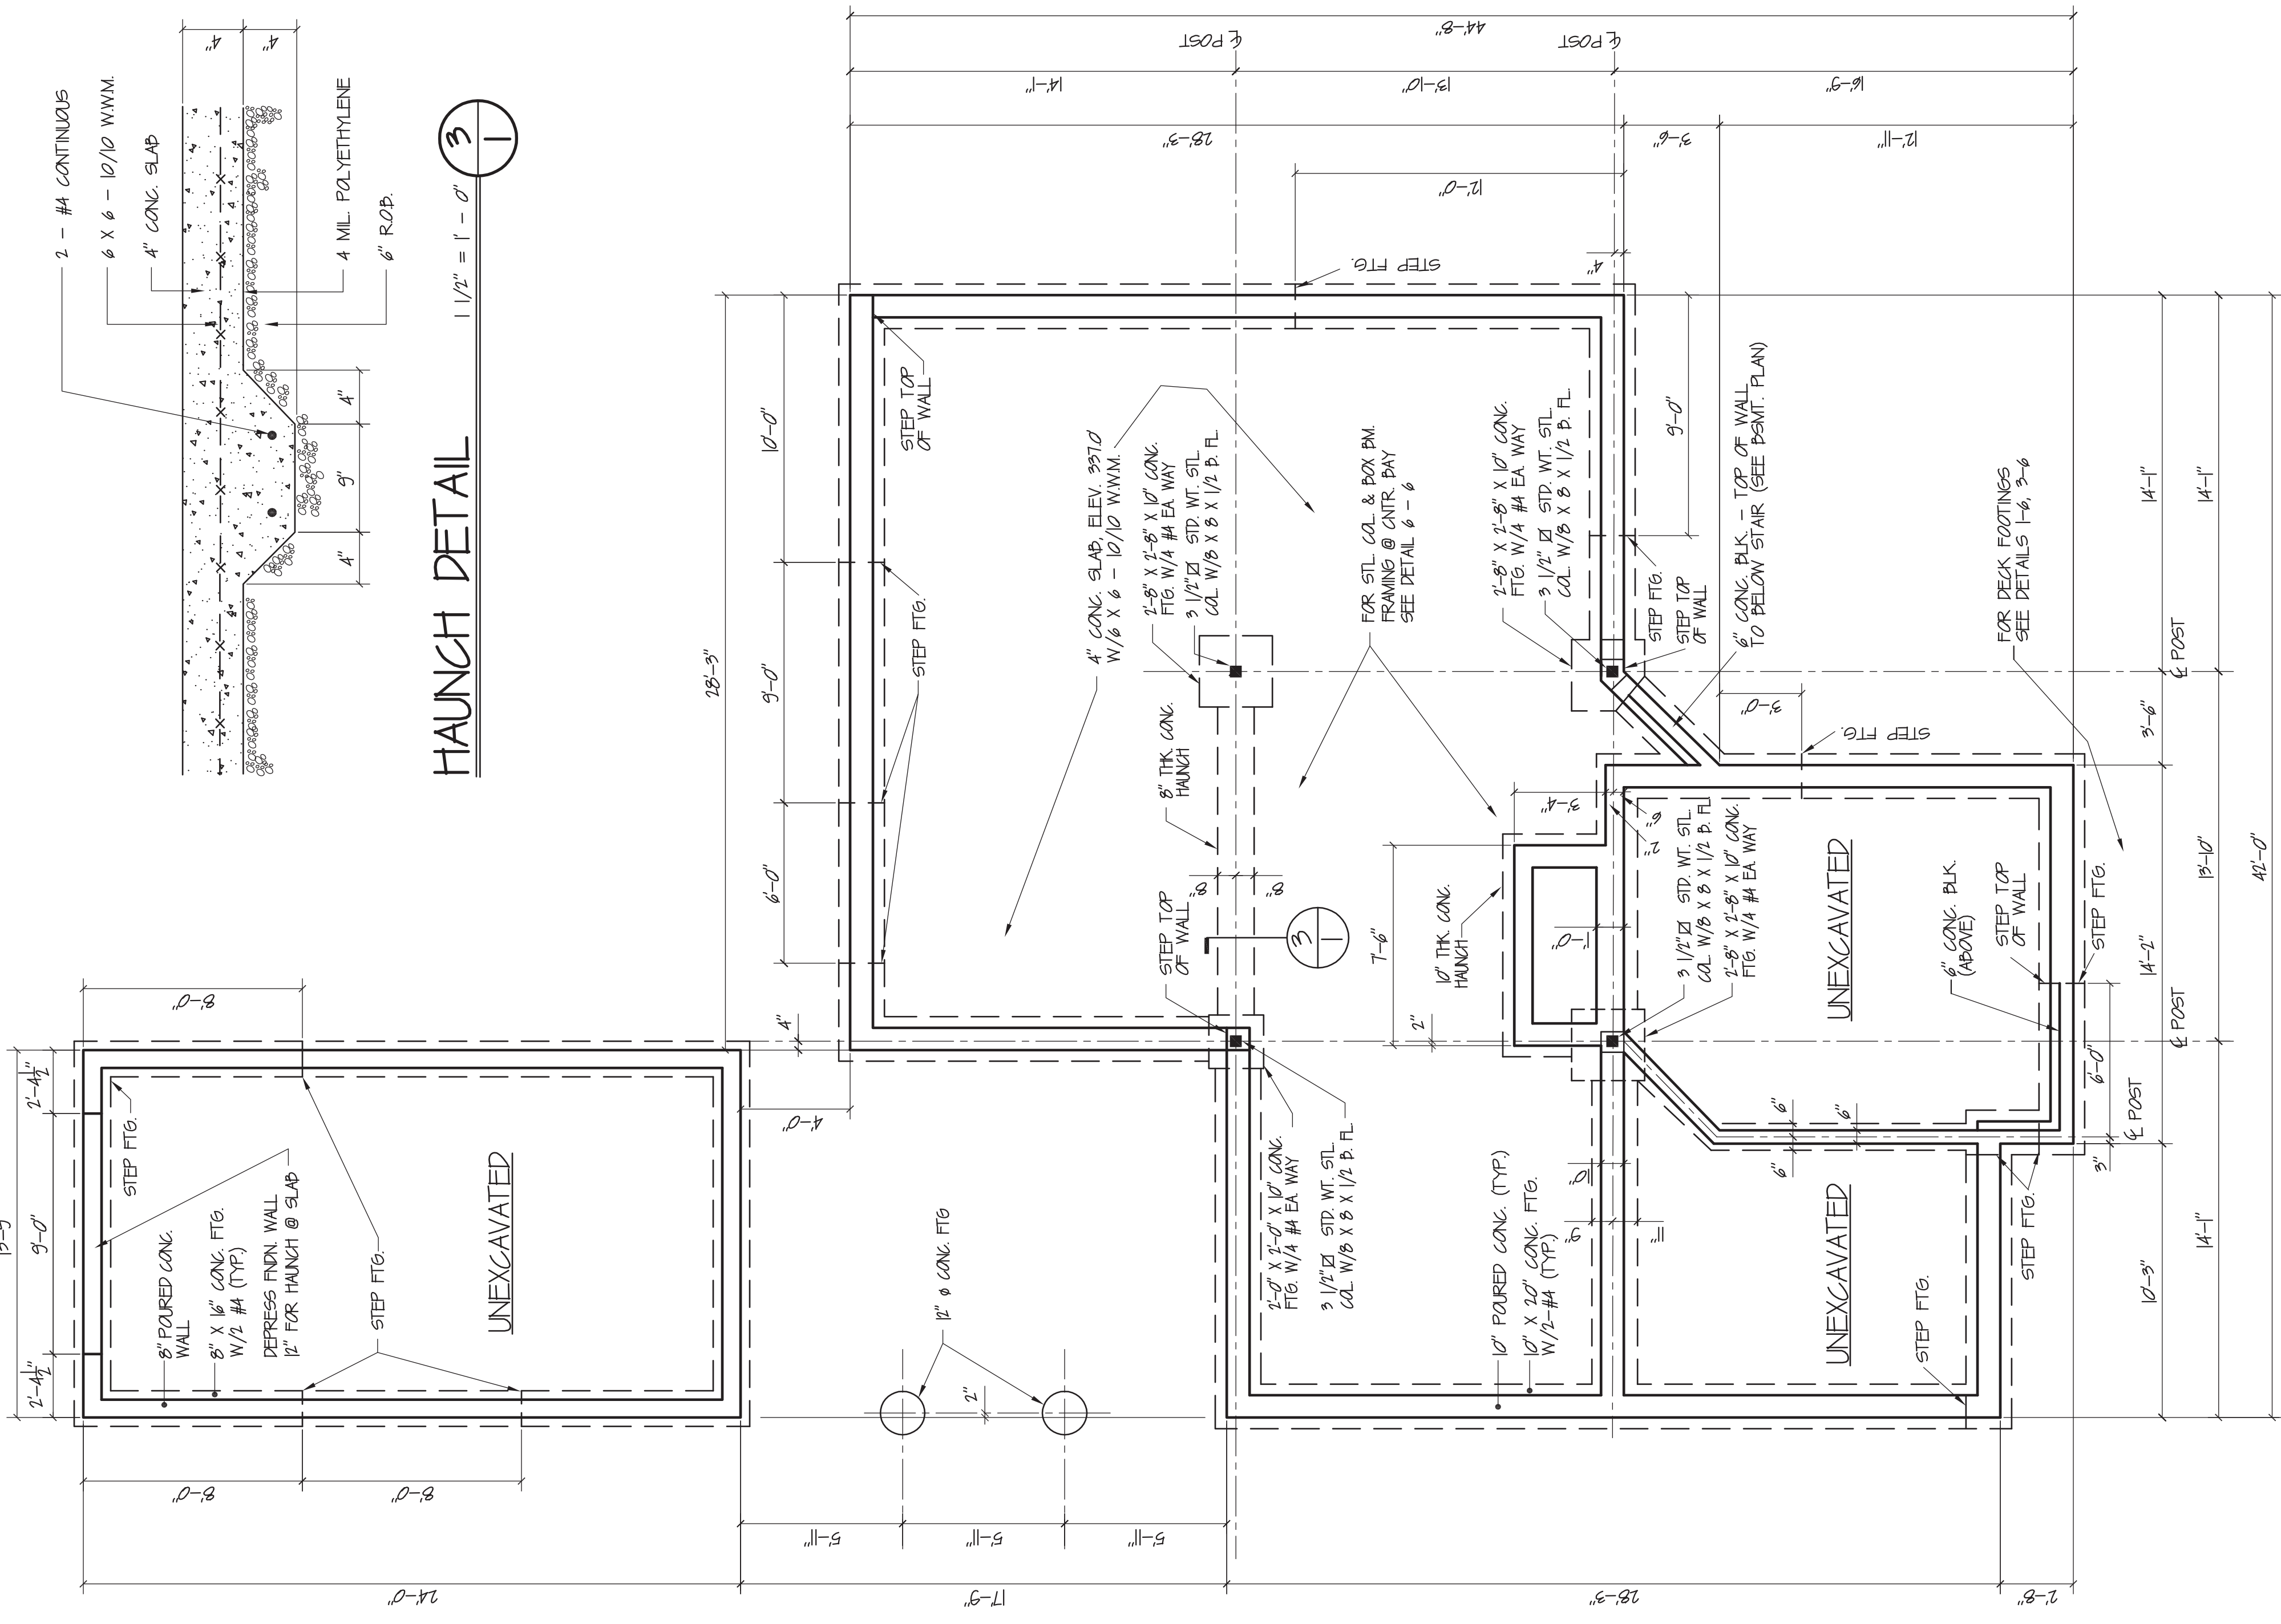 2 - #4 CONTINUOUS
6 X 6 - 10/10 W.W.M.
4" CONC. SLAB
4 MIL. POLYETHYLENE
6" R.O.B.
4"
4"
4"
9"
4"
HAUNCH DETAIL
1 1/2" = 1' - 0"
3
1
44'-8"
℄ POST
℄ POST
14'-1"
13'-10"
16'-9"
28'-3"
3'-6"
12'-11"
12'-0"
4"
STEP FTG.
28'-3"
10'-0"
9'-0"
6'-0"
4"
STEP TOP
OF WALL
STEP FTG.
4" CONC. SLAB, ELEV. 337.0'
W/6 X 6 - 10/10 W.W.M.
2'-8" X 2'-8" X 10" CONC.
FTG. W/4 #4 EA. WAY
3 1/2" STD. WT. STL.
COL. W/8 X 8 X 1/2 B. FL.
FOR STL. COL. & BOX BM.
FRAMING @ CNTR. BAY
SEE DETAIL 6 - 6
2'-8" X 2'-8" X 10" CONC.
FTG. W/4 #4 EA. WAY
3 1/2" STD. WT. STL.
COL. W/8 X 8 X 1/2 B. FL.
9'-0"
STEP FTG.
STEP TOP
OF WALL
6" CONC. BLK. - TOP OF WALL
TO BELOW STAIR (SEE BSMT. PLAN)
FOR DECK FOOTINGS
SEE DETAILS 1-6, 3-6
8" THK. CONC.
HAUNCH
8"
8"
3
1
STEP TOP
OF WALL
7'-6"
2"
10" THK. CONC.
HAUNCH
3'-4"
1'-0"
6"
2"
3'-0"
STEP FTG.
3 1/2" STD. WT. STL.
COL. W/8 X 8 X 1/2 B. FL.
2'-8" X 2'-8" X 10" CONC.
FTG. W/4 #4 EA. WAY
UNEXCAVATED
6" CONC. BLK.
(ABOVE)
STEP TOP
OF WALL
STEP FTG.
6'-0"
3"
℄ POST
℄ POST
℄ POST
14'-1"
3'-6"
14'-2"
10'-3"
14'-1"
13'-10"
14'-1"
42'-0"
6"
6"
6"
10"
9"
11"
2'-0" X 2'-0" X 10" CONC.
FTG. W/4 #4 EA. WAY
3 1/2" STD. WT. STL.
COL. W/8 X 8 X 1/2 B. FL.
10" POURED CONC. (TYP.)
10" X 20" CONC. FTG.
W/2-#4 (TYP.)
UNEXCAVATED
STEP FTG.
STEP FTG.
8'-0"
2'-4 1/2"
9'-0"
2'-4 1/2"
STEP FTG.
8" POURED CONC.
WALL
8" X 16" CONC. FTG.
W/2 #4 (TYP.)
DEPRESS FNDN. WALL
12" FOR HAUNCH @ SLAB
STEP FTG.
UNEXCAVATED
4'-0"
12" ø CONC. FTG
2"
8'-0"
8'-0"
5'-11"
5'-11"
5'-11"
24'-0"
17'-9"
28'-3"
2'-8"